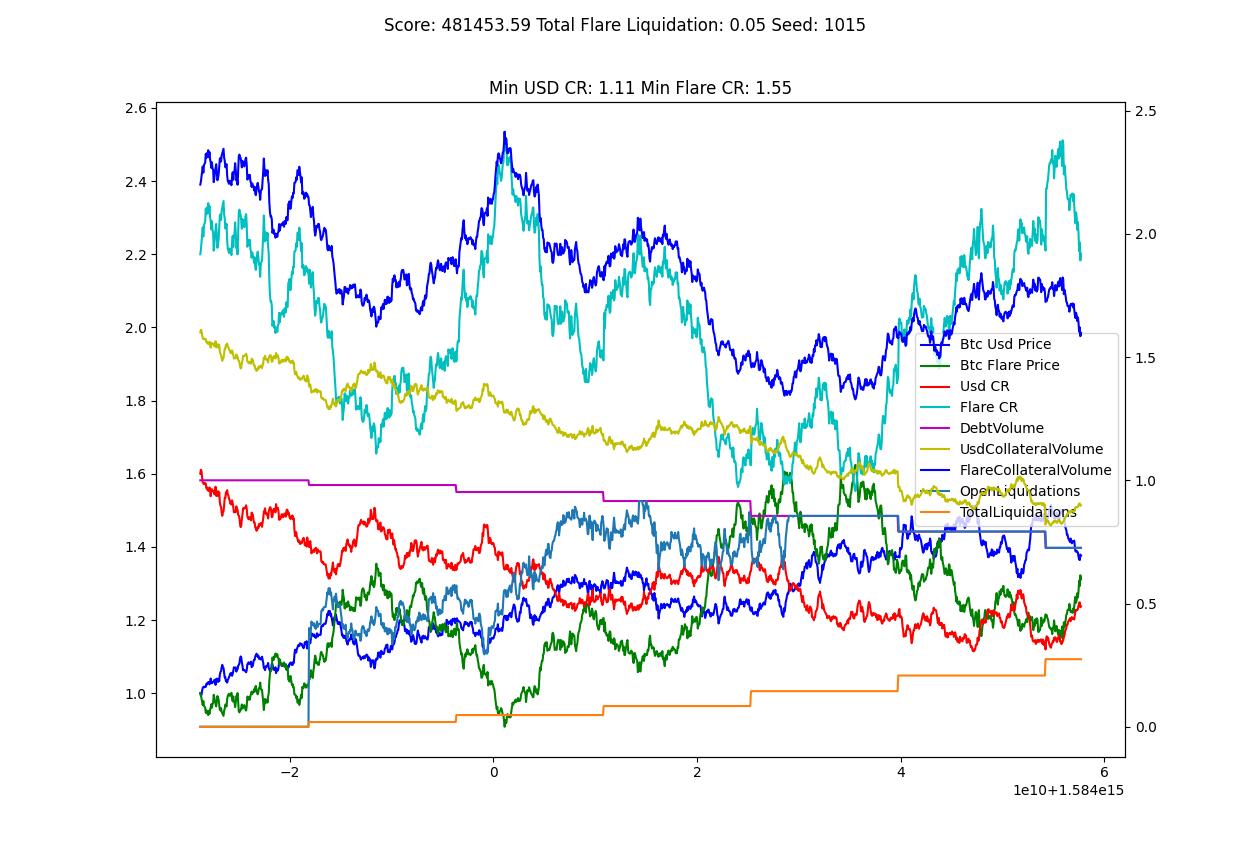 Score: 481453.59 Total Flare Liquidation: 0.05 Seed: 1015
Min USD CR: 1.11 Min Flare CR: 1.55
2.6
2.4
2.2
2.0
1.8
1.6
1.4
1.2
1.0
2.5
2.0
1.5
1.0
0.5
0.0
Btc Usd Price
Btc Flare Price
Usd CR
Flare CR
DebtVolume
UsdCollateralVolume
FlareCollateralVolume
OpenLiquidations
TotalLiquidations
−2 0 2 4 6
1e10+1.584e15